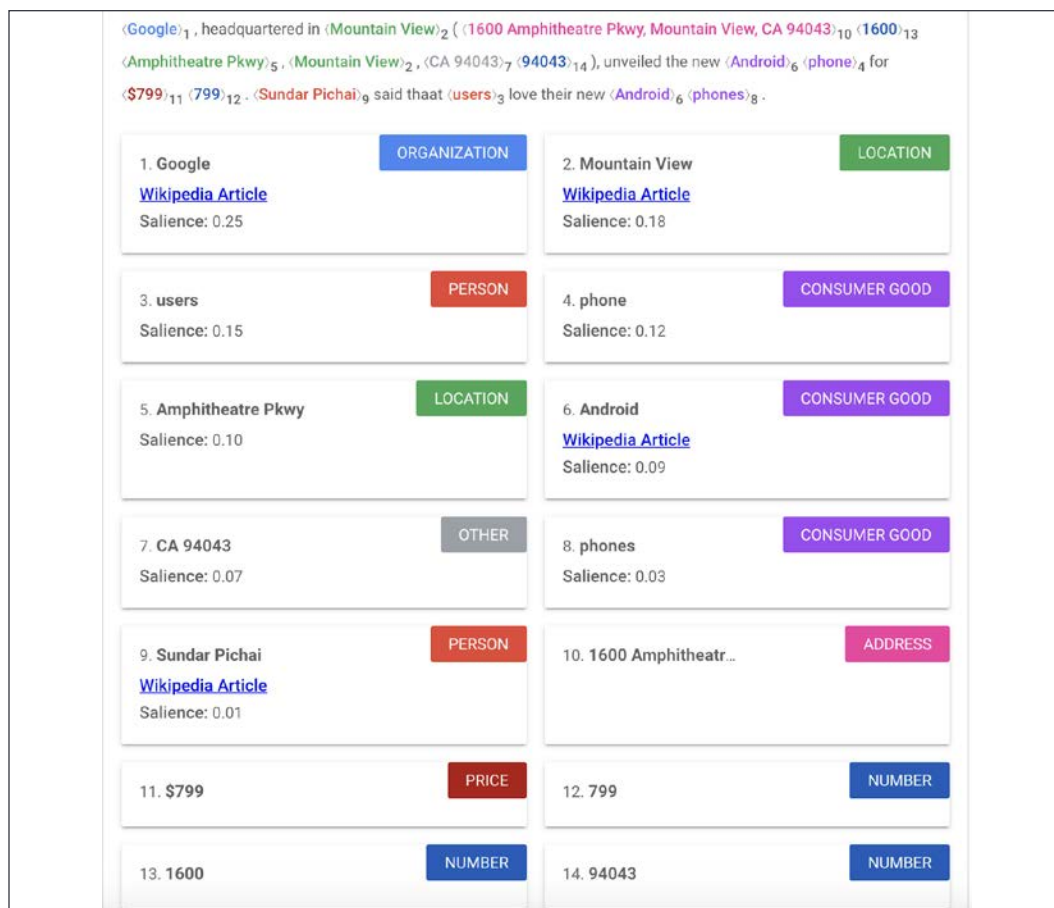 ⟨Google⟩1 , headquartered in ⟨Mountain View⟩2 ( ⟨1600 Amphitheatre Pkwy, Mountain View, CA 94043⟩10 ⟨1600⟩13
⟨Amphitheatre Pkwy⟩5 , ⟨Mountain View⟩2 , ⟨CA 94043⟩7 ⟨94043⟩14 ), unveiled the new ⟨Android⟩6 ⟨phone⟩4 for
⟨$799⟩11 ⟨799⟩12 . ⟨Sundar Pichai⟩9 said thaat ⟨users⟩3 love their new ⟨Android⟩6 ⟨phones⟩8 .
1. Google ORGANIZATION
Wikipedia Article
Salience: 0.25
2. Mountain View LOCATION
Wikipedia Article
Salience: 0.18
3. users PERSON
Salience: 0.15
4. phone CONSUMER GOOD
Salience: 0.12
5. Amphitheatre Pkwy LOCATION
Salience: 0.10
6. Android CONSUMER GOOD
Wikipedia Article
Salience: 0.09
7. CA 94043 OTHER
Salience: 0.07
8. phones CONSUMER GOOD
Salience: 0.03
9. Sundar Pichai PERSON
Wikipedia Article
Salience: 0.01
10. 1600 Amphitheatr... ADDRESS
11. $799 PRICE
12. 799 NUMBER
13. 1600 NUMBER
14. 94043 NUMBER